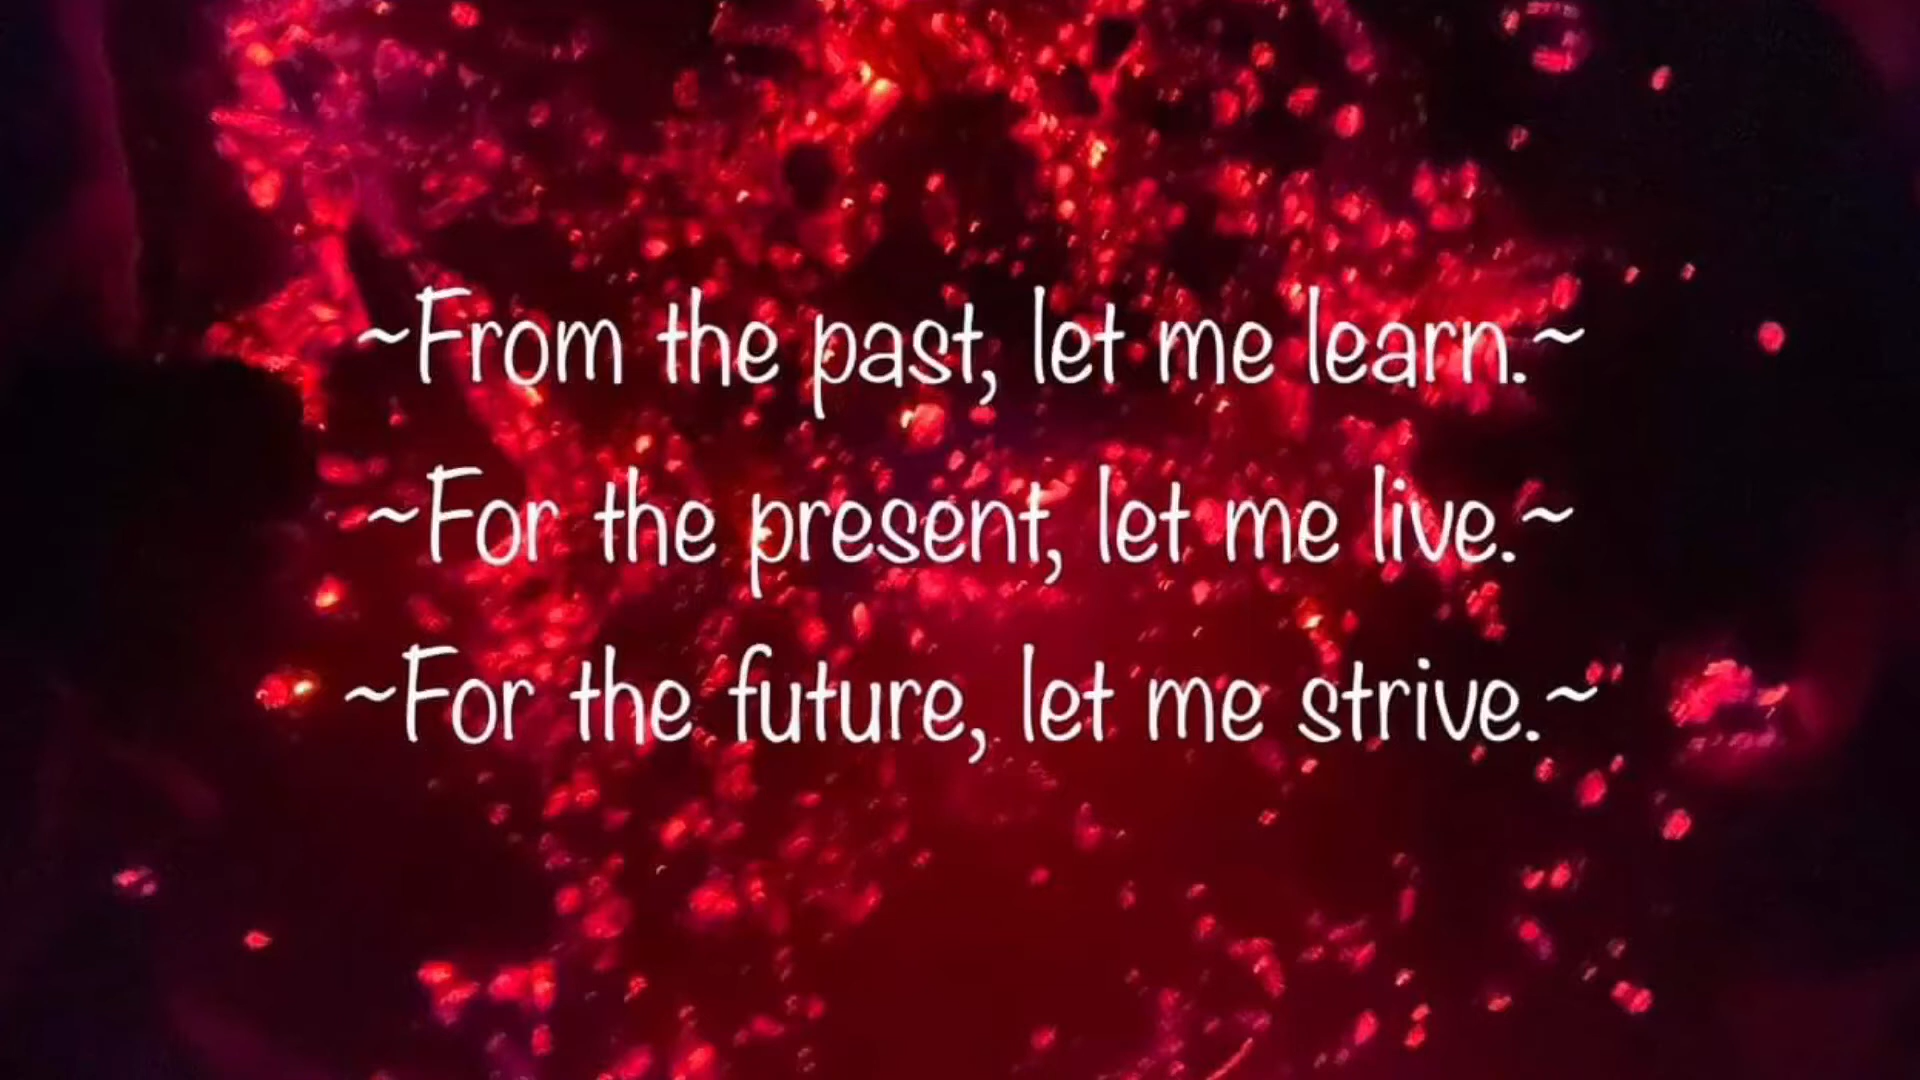 ~From the past, let me learn.~
~For the present, let me live.~
~For the future, let me strive.~